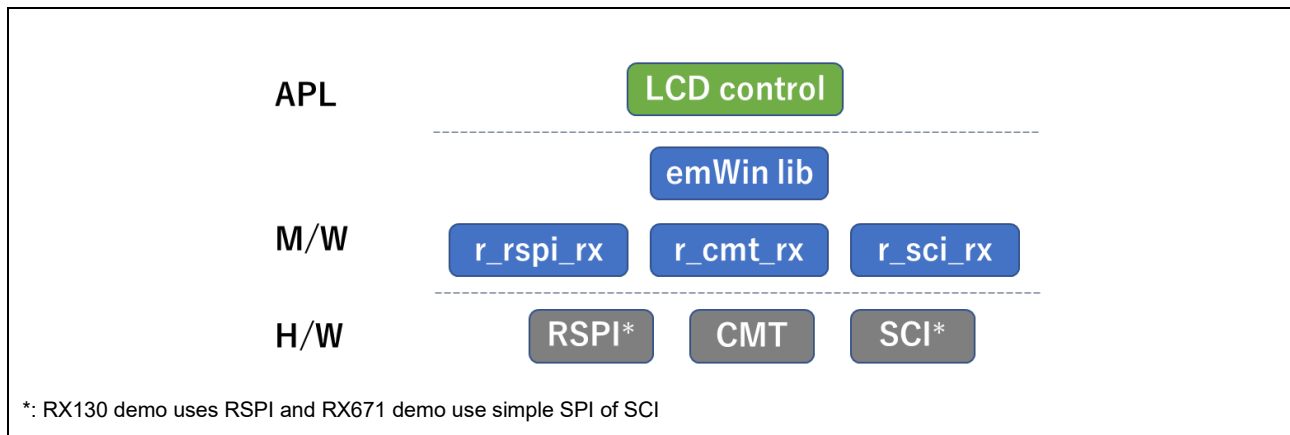 APL LCD control
emWin lib
M/W r_rspi_rx r_cmt_rx r_sci_rx
H/W RSPI* CMT SCI*
*: RX130 demo uses RSPI and RX671 demo use simple SPI of SCI